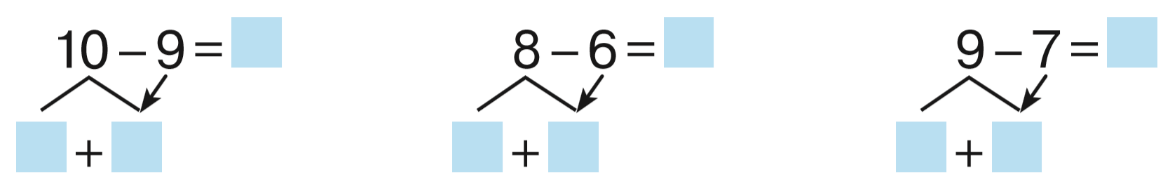 10 – 9 = 8 – 6 = 9 – 7 =
+ + +